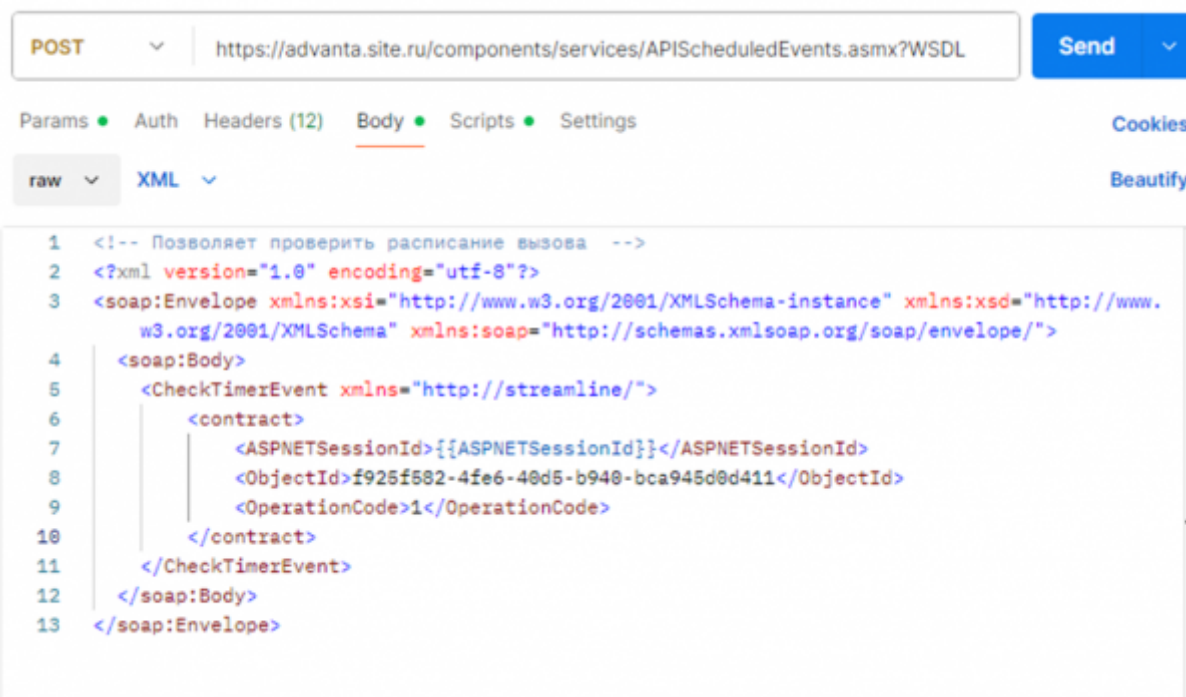 POST https://advanta.site.ru/components/services/APIScheduledEvents.asmx?WSDL Send
Params Auth Headers (12) Body Scripts Settings Cookies
raw XML Beautify
1 <!-- Позволяет проверить расписание вызова -->
2 <?xml version="1.0" encoding="utf-8"?>
3 <soap:Envelope xmlns:xsi="http://www.w3.org/2001/XMLSchema-instance" xmlns:xsd="http://www.
w3.org/2001/XMLSchema" xmlns:soap="http://schemas.xmlsoap.org/soap/envelope/">
4 <soap:Body>
5 <CheckTimerEvent xmlns="http://streamline/">
6 <contract>
7 <ASPNETSessionId>{{ASPNETSessionId}}</ASPNETSessionId>
8 <ObjectId>f925f582-4fe6-40d5-b940-bca945d0d411</ObjectId>
9 <OperationCode>1</OperationCode>
10 </contract>
11 </CheckTimerEvent>
12 </soap:Body>
13 </soap:Envelope>